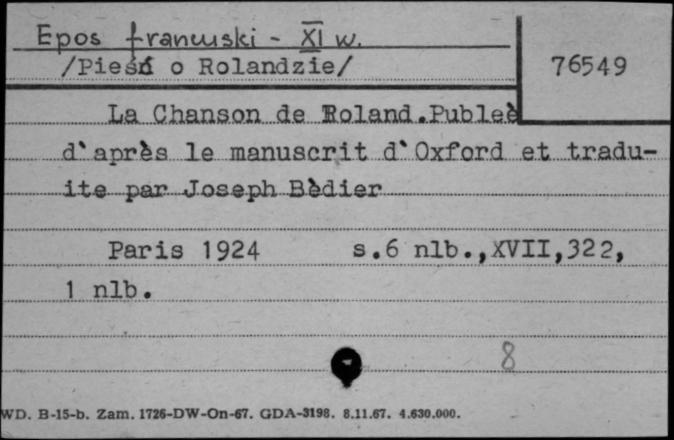 Epos francuski - XI w.
/Pieśń o Rolandzie/
76549
La Chanson de Roland.Publeè
d'après le manuscrit d'Oxford et tradu-
ite par Joseph Bèdier
Paris 1924 s.6 nlb.,XVII,322,
1 nlb.
8
WD. B-15-b. Zam. 1726-DW-On-67. GDA-3198. 8.11.67. 4.630.000.